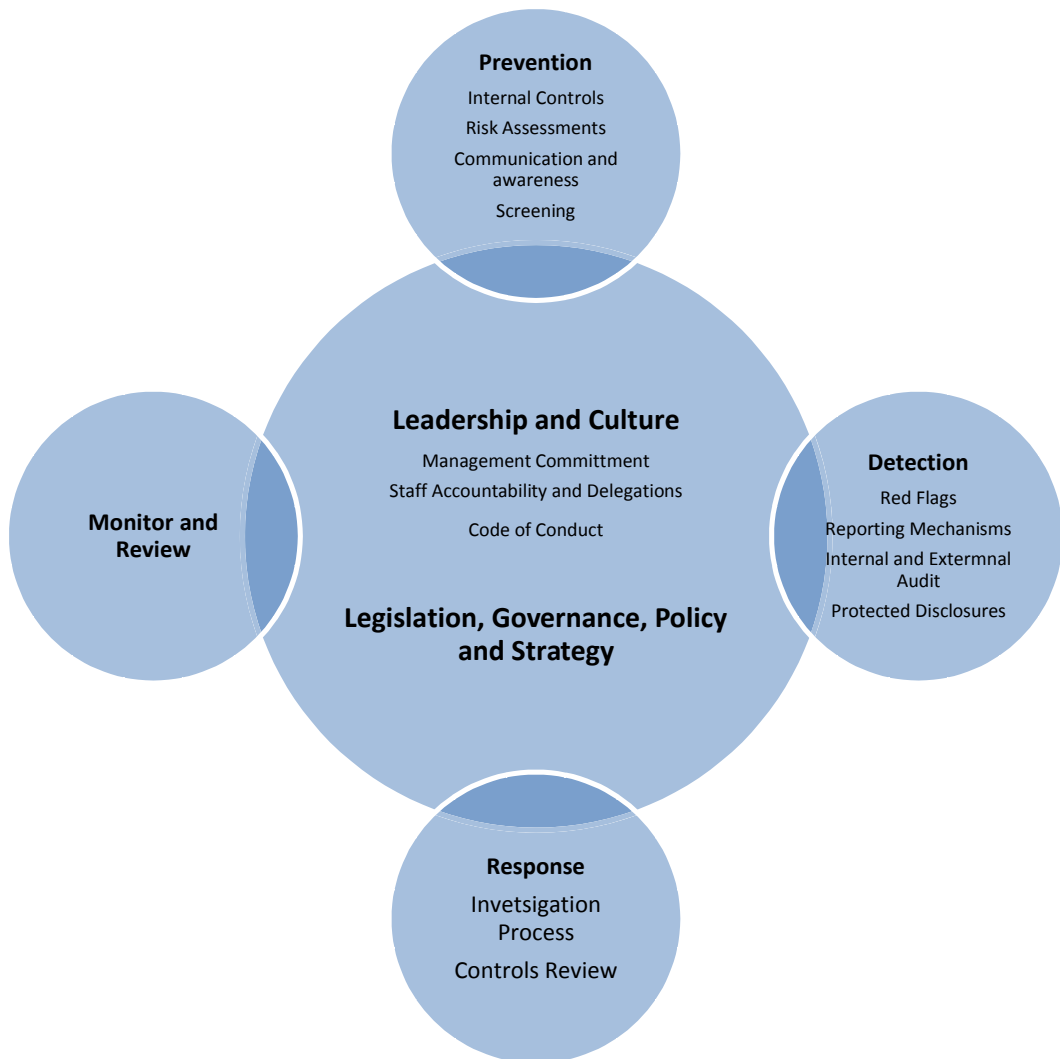 Prevention
Internal Controls
Risk Assessments
Communication and
awareness
Screening
Leadership and Culture
Management Committment
Staff Accountability and Delegations
Code of Conduct
Legislation, Governance, Policy
and Strategy
Monitor and
Review
Detection
Red Flags
Reporting Mechanisms
Internal and Extermnal
Audit
Protected Disclosures
Response
Invetsigation
Process
Controls Review